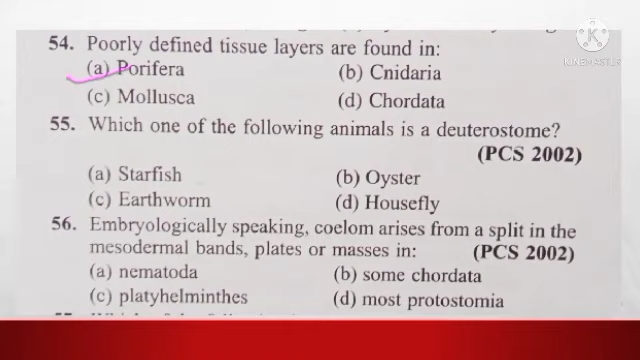 54. Poorly defined tissue layers are found in:
(a) Porifera (b) Cnidaria
(c) Mollusca (d) Chordata
55. Which one of the following animals is a deuterostome?
(PCS 2002)
(a) Starfish (b) Oyster
(c) Earthworm (d) Housefly
56. Embryologically speaking, coelom arises from a split in the
mesodermal bands, plates or masses in: (PCS 2002)
(a) nematoda (b) some chordata
(c) platyhelminthes (d) most protostomia
KINEMASTER